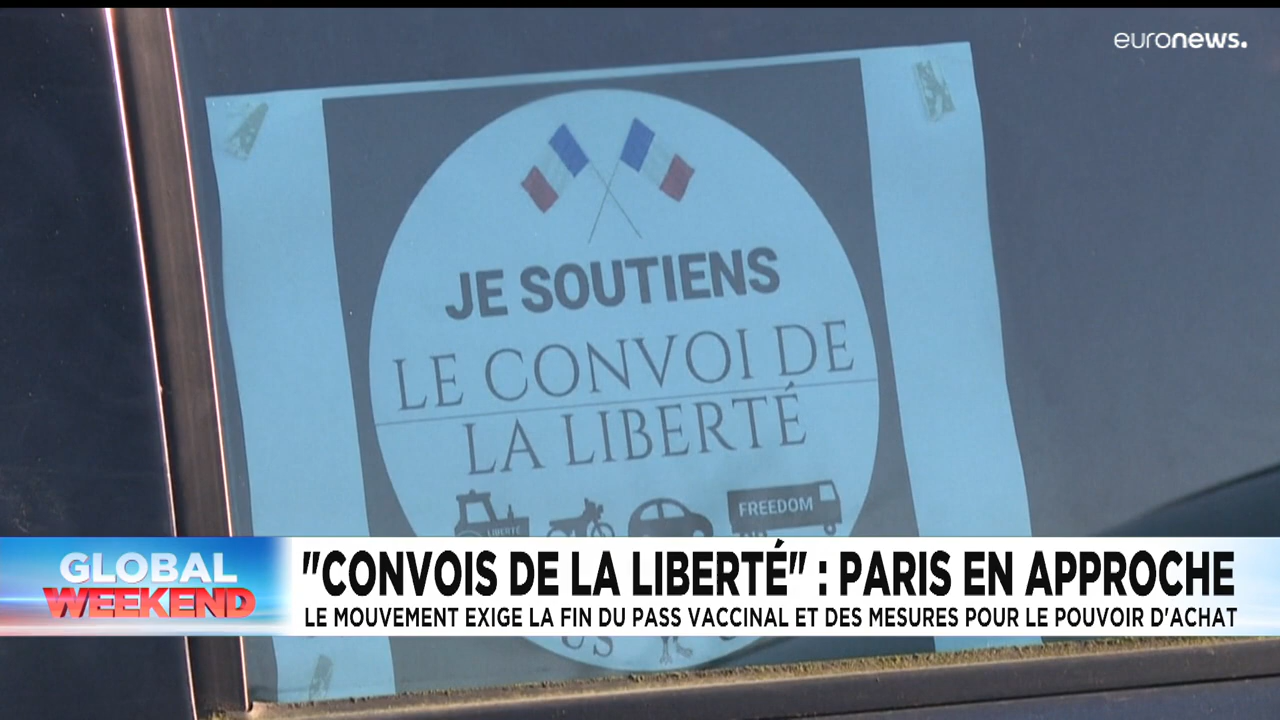 euronews.
JE SOUTIENS
LE CONVOI DE
LA LIBERTÉ
LIBERTÉ
FREEDOM
GLOBAL
WEEKEND
"CONVOIS DE LA LIBERTÉ" : PARIS EN APPROCHE
LE MOUVEMENT EXIGE LA FIN DU PASS VACCINAL ET DES MESURES POUR LE POUVOIR D'ACHAT